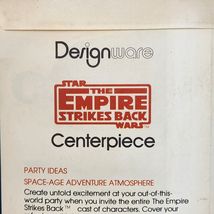 Designware
STAR
THE
EMPIRE
STRIKES BACK
WARS™
Centerpiece
PARTY IDEAS
SPACE-AGE ADVENTURE ATMOSPHERE
Create untold excitement at your out-of-this-
world party when you invite the entire The Empire
Strikes Back™ cast of characters. Cover your